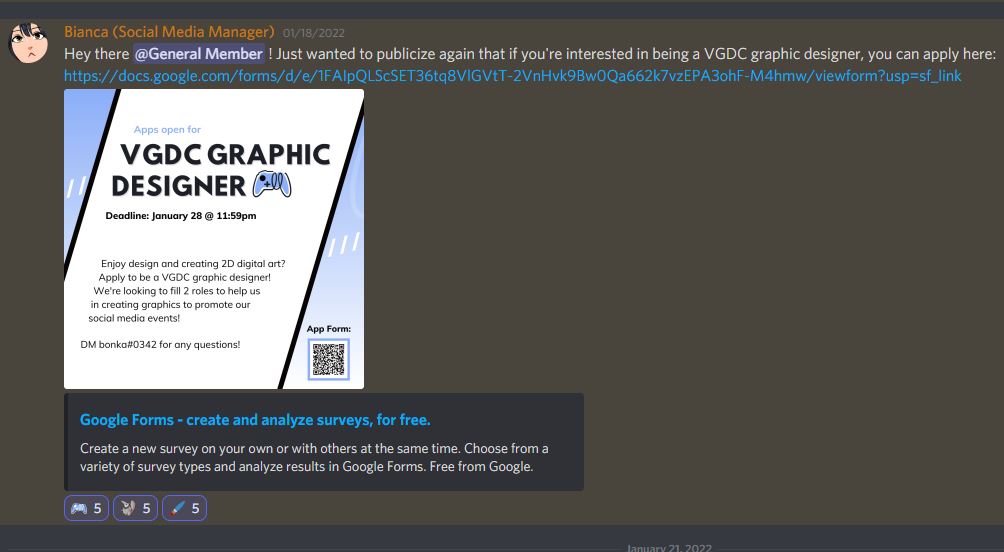 Bianca (Social Media Manager) 01/18/2022
Hey there @General Member ! Just wanted to publicize again that if you're interested in being a VGDC graphic designer, you can apply here:
https://docs.google.com/forms/d/e/1FAIpQLScSET36tq8VlGVtT-2VnHvk9Bw0Qa662k7vzEPA3ohF-M4hmw/viewform?usp=sf_link
Apps open for
VGDC GRAPHIC
DESIGNER
Deadline: January 28 @ 11:59pm
Enjoy design and creating 2D digital art?
Apply to be a VGDC graphic designer!
We're looking to fill 2 roles to help us
in creating graphics to promote our
social media events!
App Form:
DM bonka#0342 for any questions!
Google Forms - create and analyze surveys, for free.
Create a new survey on your own or with others at the same time. Choose from a
variety of survey types and analyze results in Google Forms. Free from Google.
5 5 5
January 21, 2022